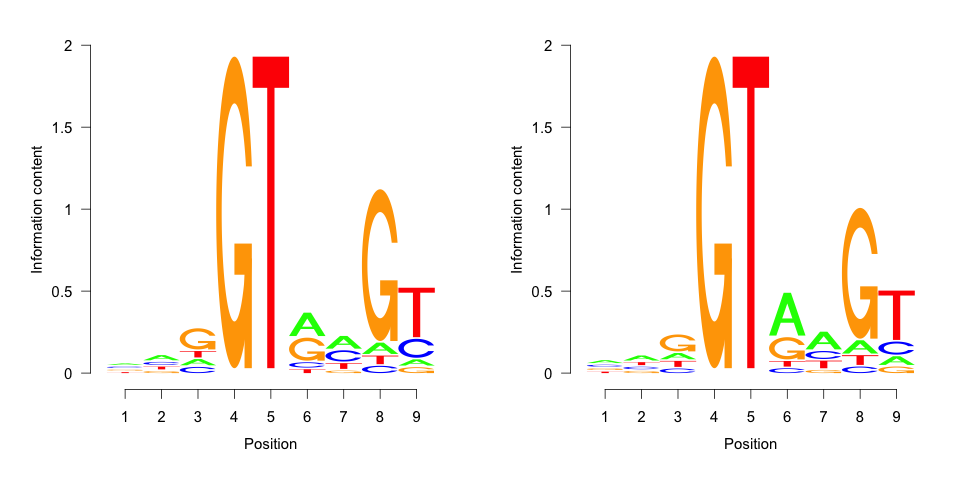 2
1.5
1
0.5
0
Information content
G T
G A A G T
T G C A C
A A T A C C T T A
C C T C T G C G
1 2 3 4 5 6 7 8 9
Position
2
1.5
1
0.5
0
Information content
G T
G A A G T
A G C A C
A A T T T T A
C C C C G C G
1 2 3 4 5 6 7 8 9
Position